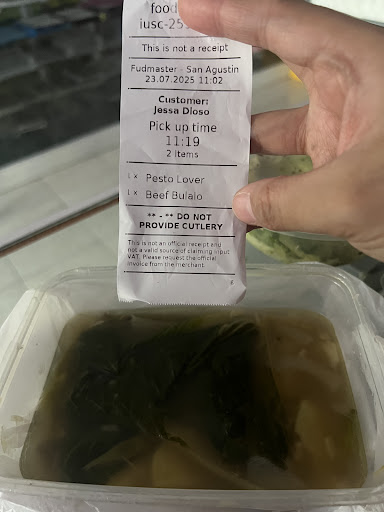 food
iusc-25
This is not a receipt
Fudmaster - San Agustin
23.07.2025 11:02
Customer:
Jessa Dioso
Pick up time
11:19
2 items
1 x Pesto Lover
1 x Beef Bulalo
** - ** DO NOT
PROVIDE CUTLERY
This is not an official receipt and
not a valid source of claiming input
VAT. Please request the official
invoice from the merchant.